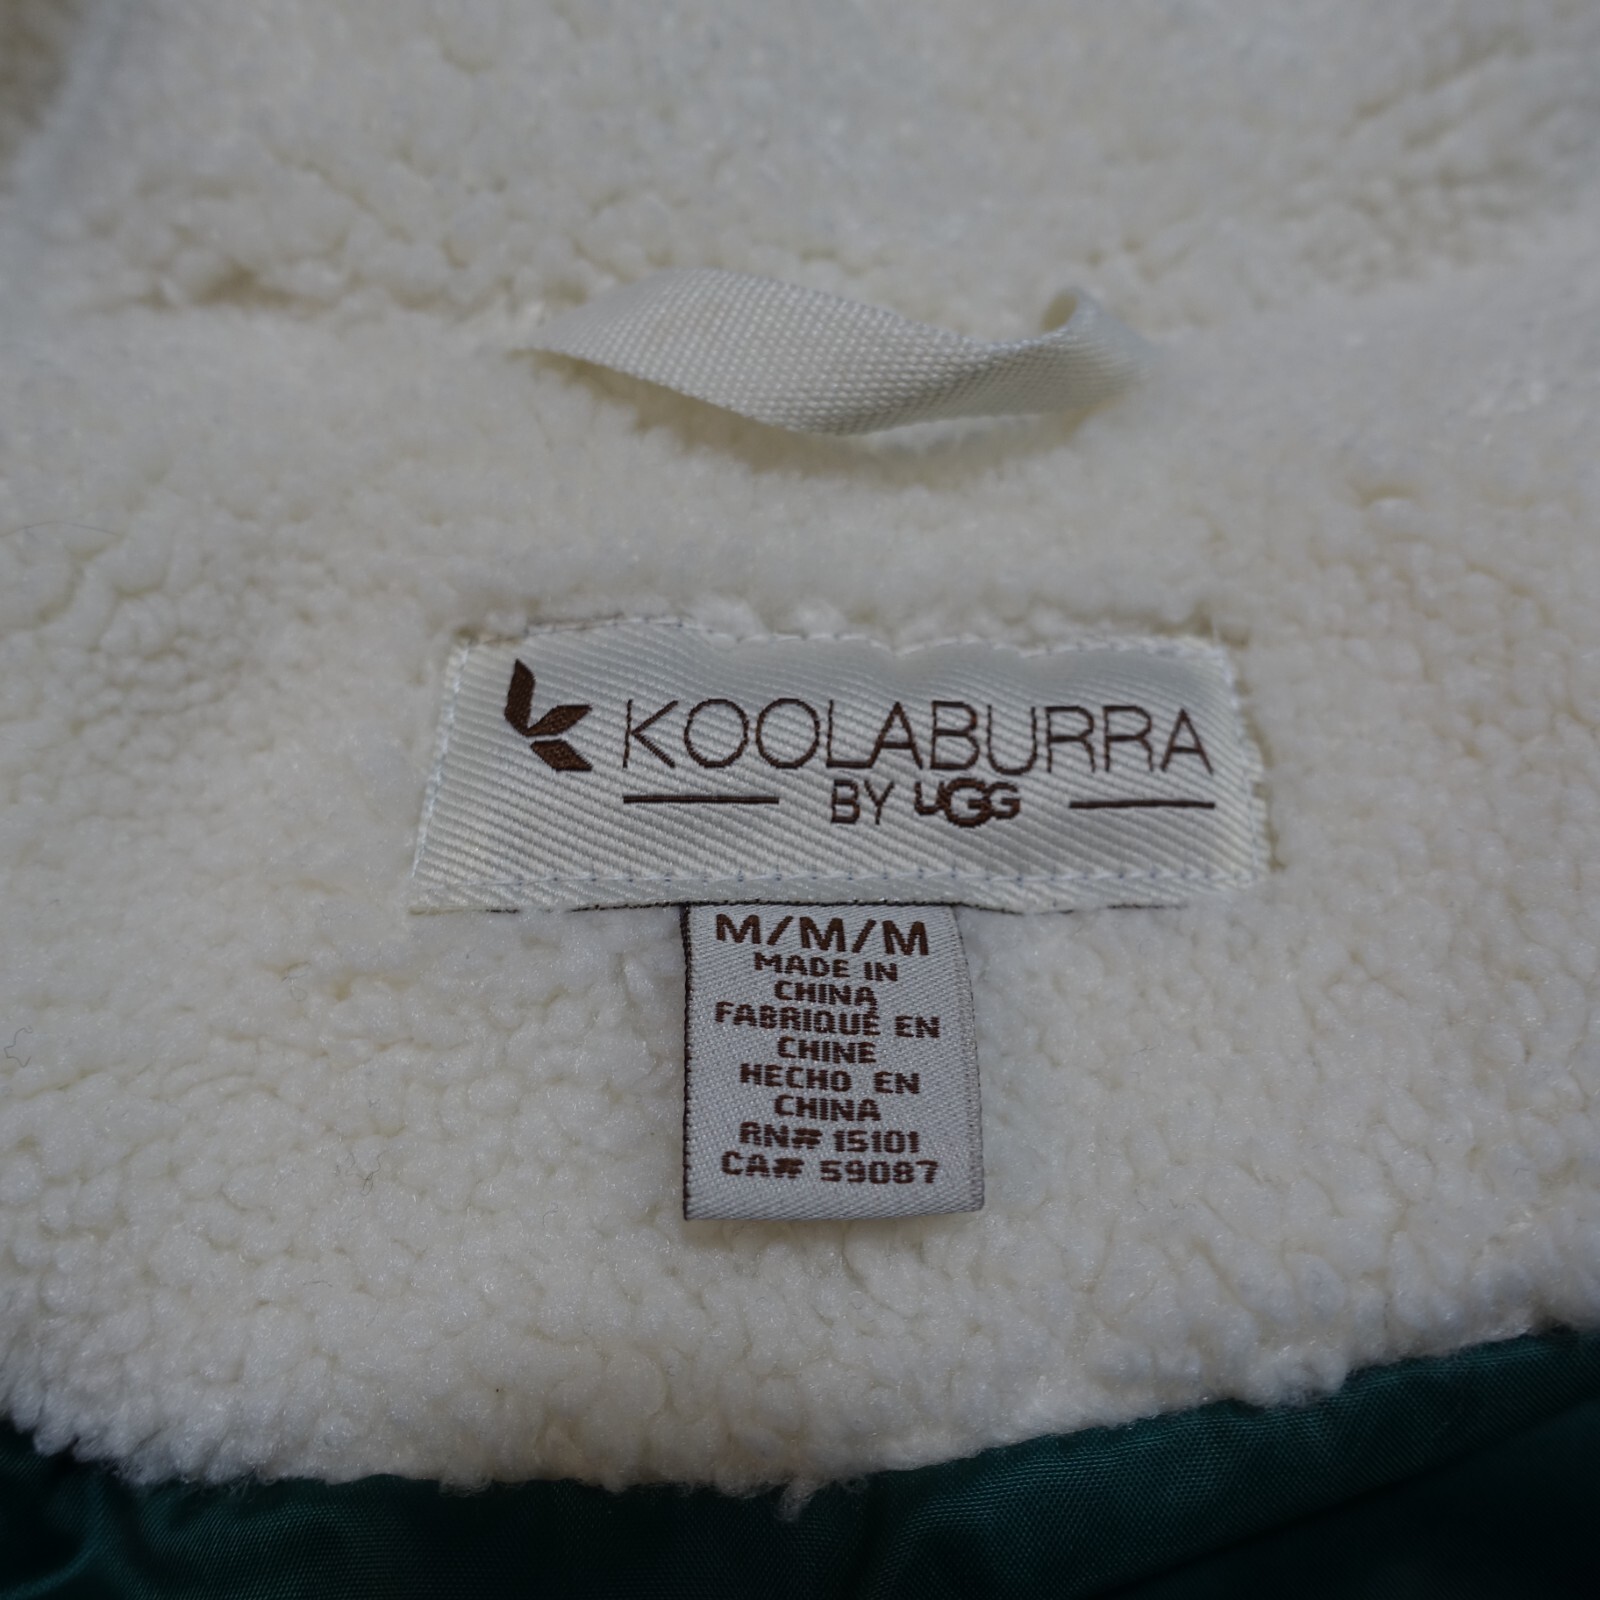 KOOLABURRA
BY UGG
M/M/M
MADE IN
CHINA
FABRIQUÉ EN
CHINE
HECHO EN
CHINA
RN# 15101
CA# 59087